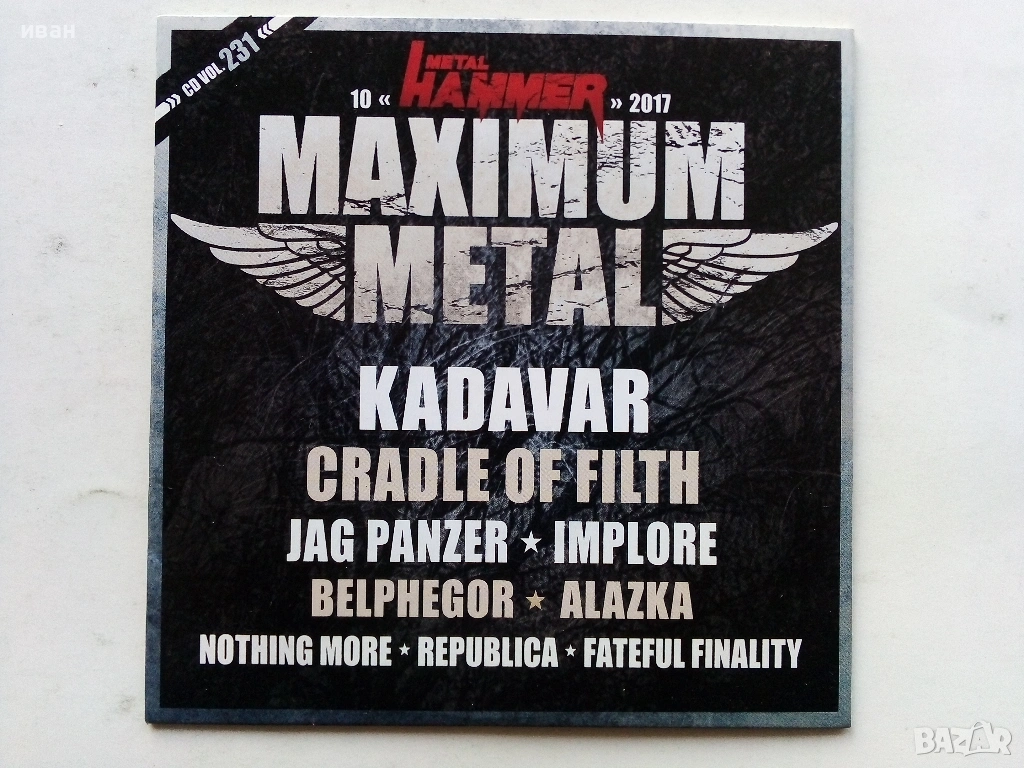 иван
» CD VOL. 231 «
METAL
HAMMER
10 « » 2017
MAXIMUM
METAL
KADAVAR
CRADLE OF FILTH
JAG PANZER ★ IMPLORE
BELPHEGOR ★ ALAZKA
NOTHING MORE ★ REPUBLICA ★ FATEFUL FINALITY
BAZAR